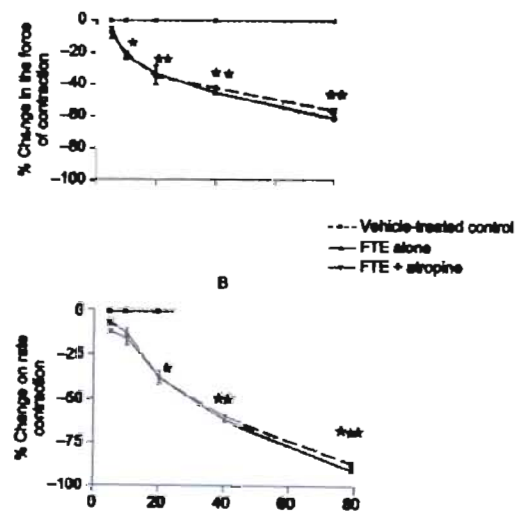 0
-20
-40
-60
-80
-100
% Change in the force
of contraction
★
★★
★★
★★
Vehicle-treated control
FTE alone
FTE + atropine
B
0
-25
-50
-75
-100
% Change on rate
contraction
★
★★
★★★
0
20
40
60
80